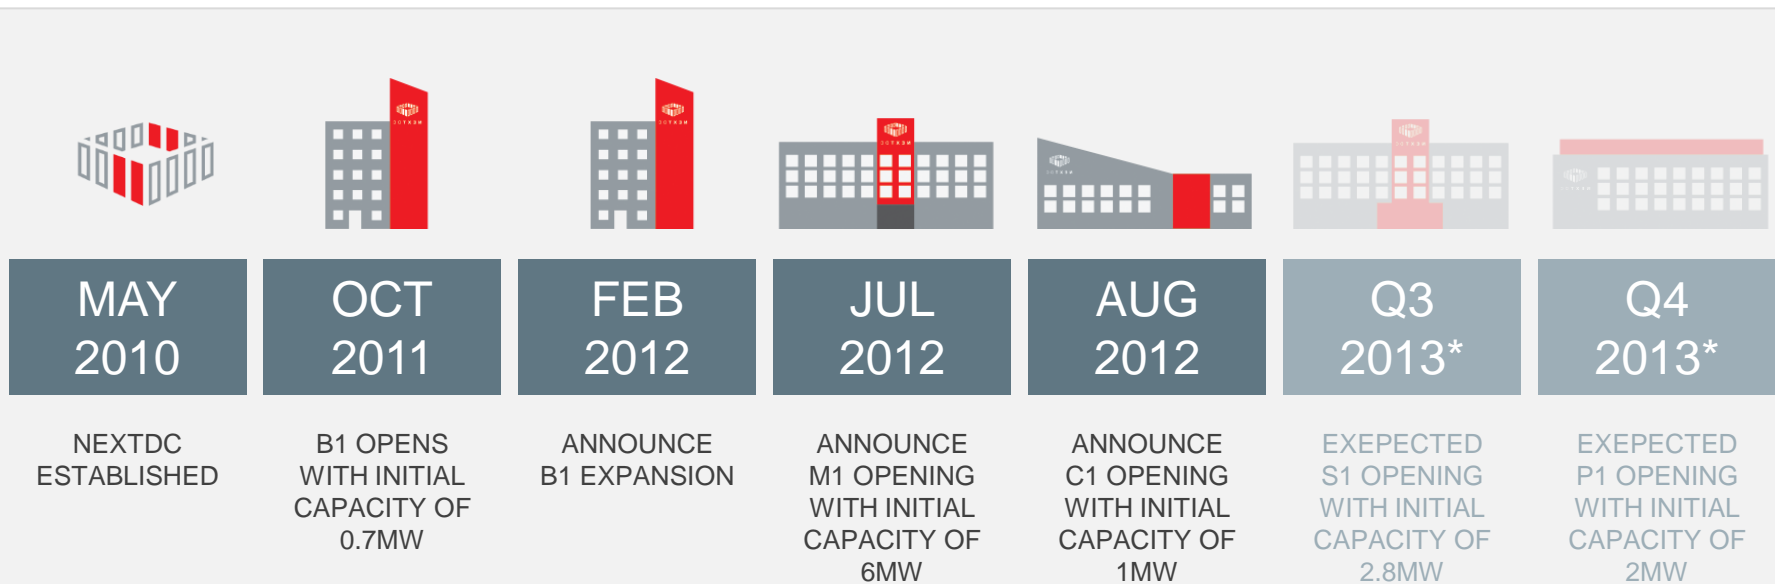 MAY
2010
NEXTDC
ESTABLISHED
OCT
2011
B1 OPENS
WITH INITIAL
CAPACITY OF
0.7MW
FEB
2012
ANNOUNCE
B1 EXPANSION
JUL
2012
ANNOUNCE
M1 OPENING
WITH INITIAL
CAPACITY OF
6MW
AUG
2012
ANNOUNCE
C1 OPENING
WITH INITIAL
CAPACITY OF
1MW
Q3
2013*
EXEPECTED
S1 OPENING
WITH INITIAL
CAPACITY OF
2.8MW
Q4
2013*
EXEPECTED
P1 OPENING
WITH INITIAL
CAPACITY OF
2MW